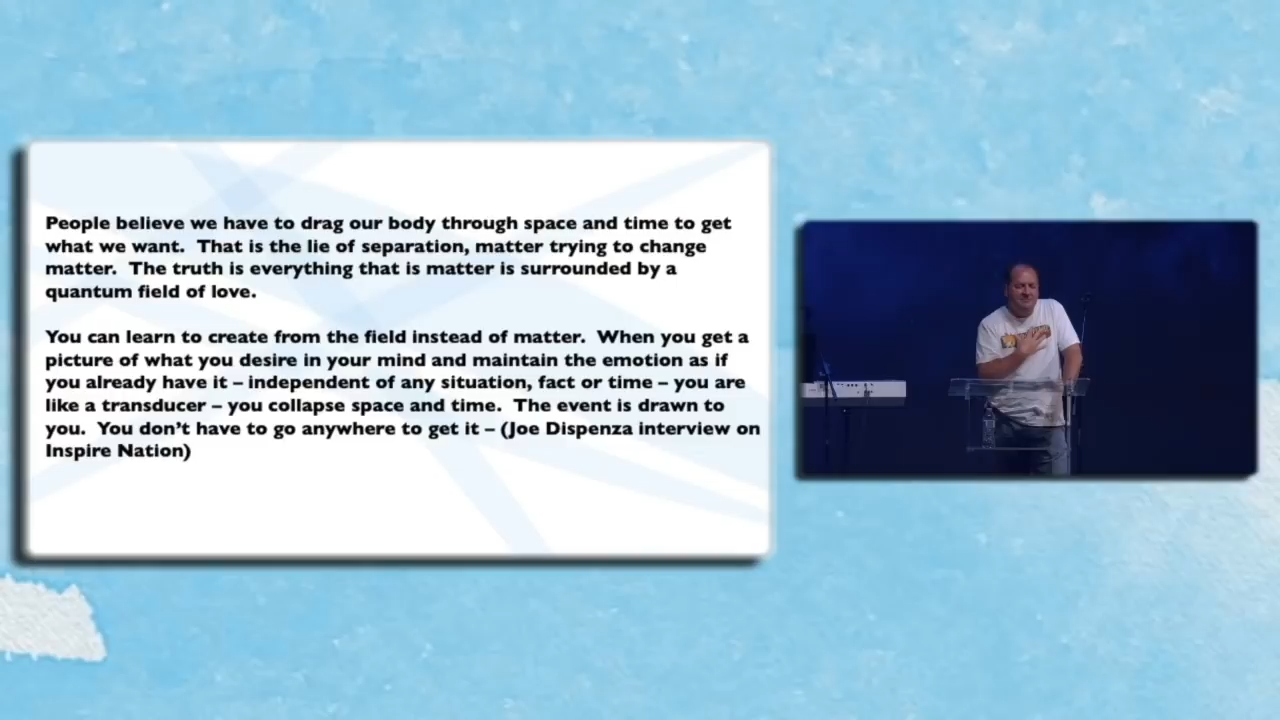 People believe we have to drag our body through space and time to get
what we want.  That is the lie of separation, matter trying to change
matter.  The truth is everything that is matter is surrounded by a
quantum field of love.
You can learn to create from the field instead of matter.  When you get a
picture of what you desire in your mind and maintain the emotion as if
you already have it – independent of any situation, fact or time – you are
like a transducer – you collapse space and time.  The event is drawn to
you.  You don’t have to go anywhere to get it – (Joe Dispenza interview on
Inspire Nation)